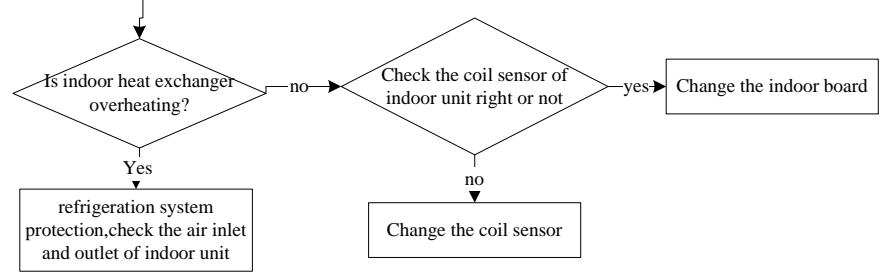 Is indoor heat exchanger
overheating?
no
Check the coil sensor of
indoor unit right or not
yes
Change the indoor board
Yes
no
refrigeration system
protection,check the air inlet
and outlet of indoor unit
Change the coil sensor